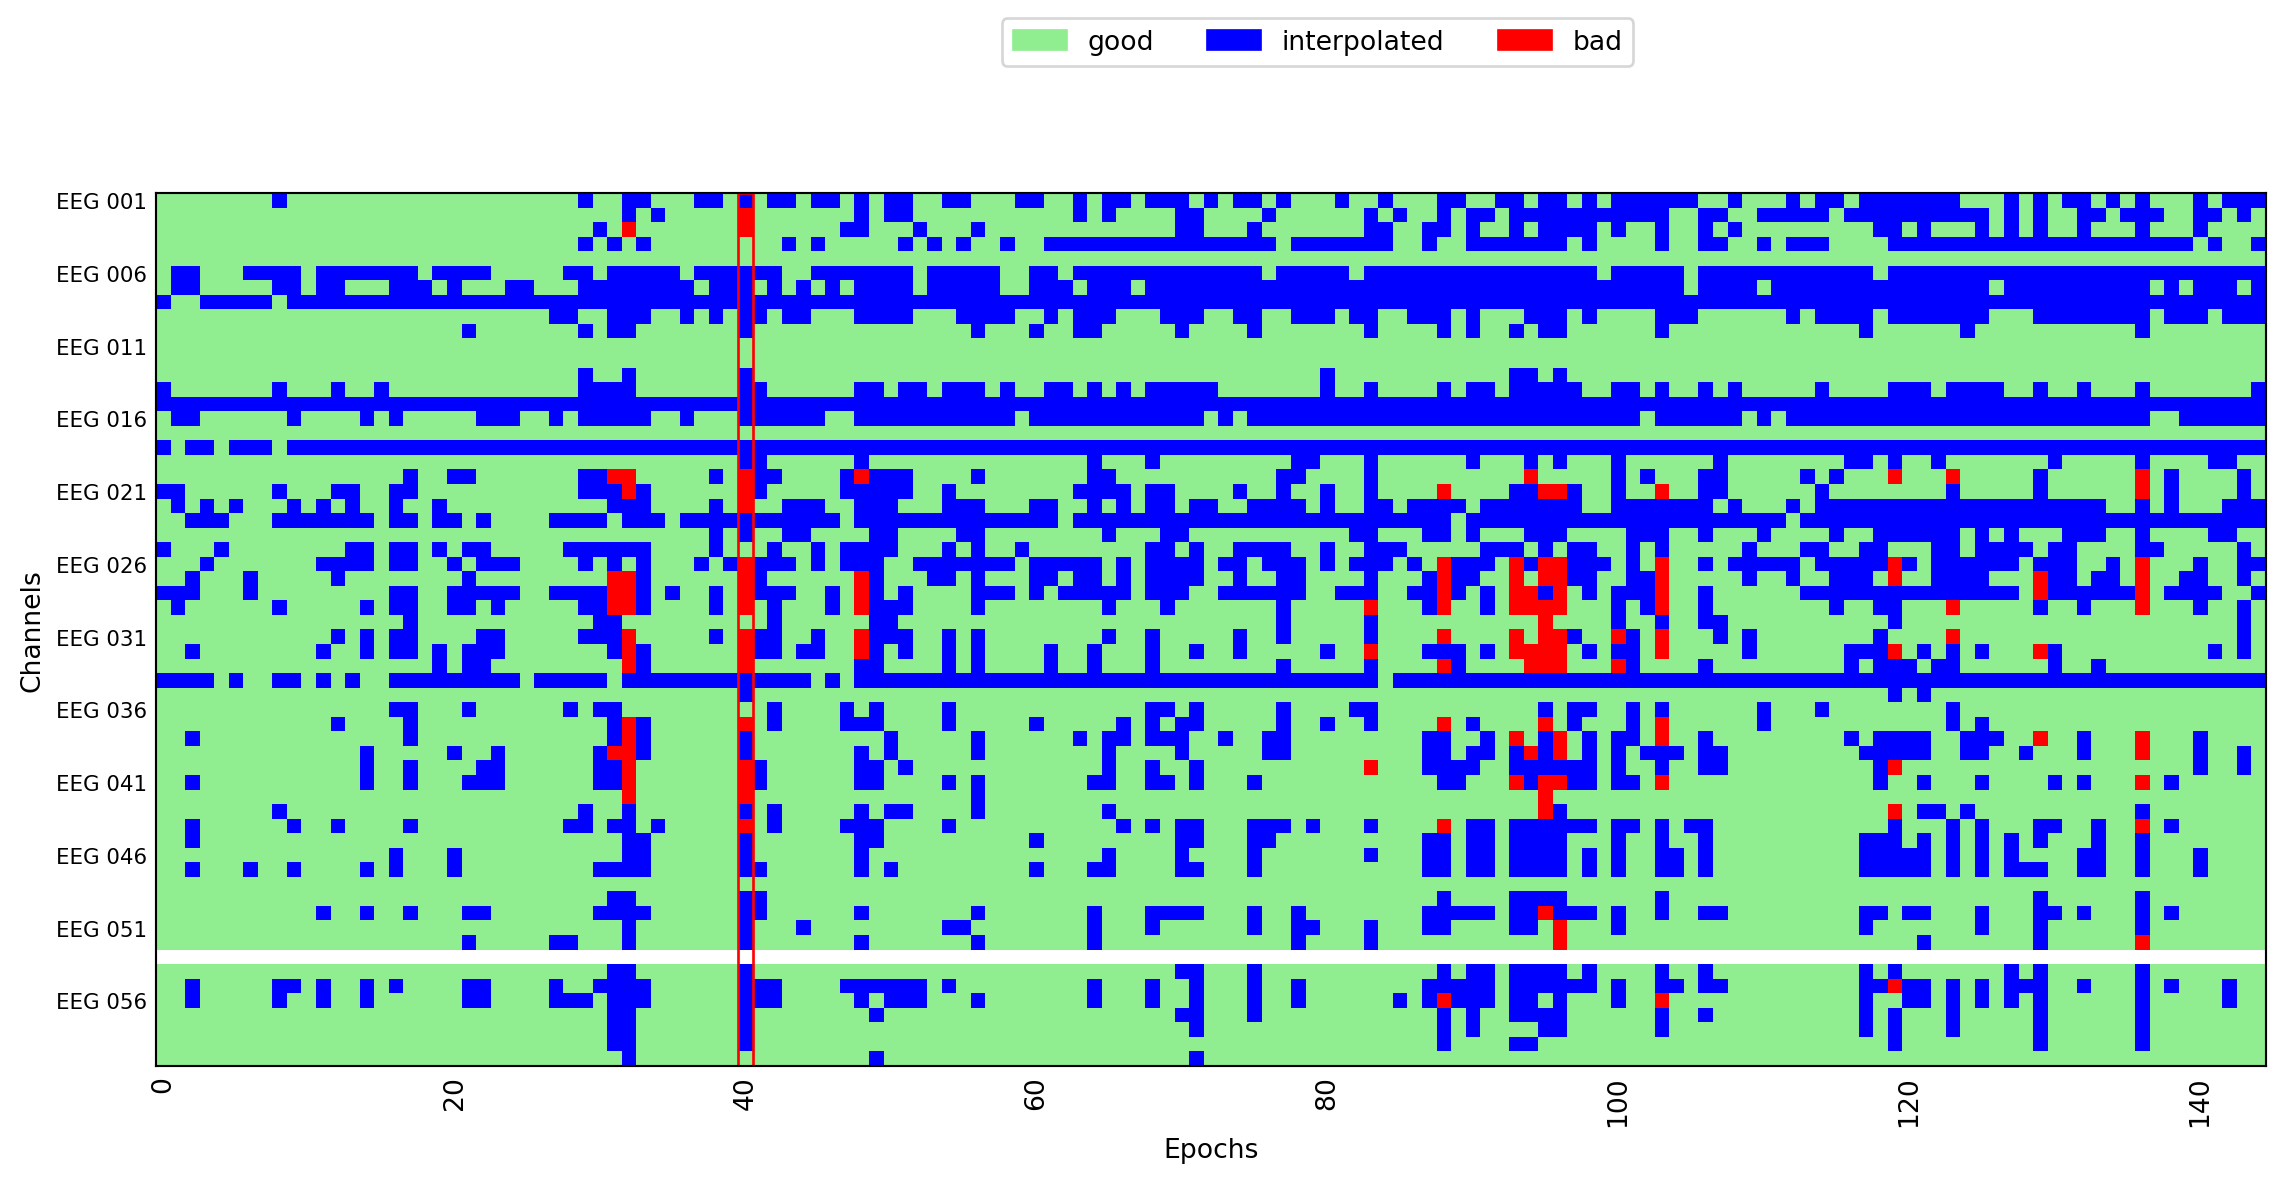 good interpolated bad
EEG 001
EEG 006
EEG 011
EEG 016
EEG 021
EEG 026
EEG 031
EEG 036
EEG 041
EEG 046
EEG 051
EEG 056
Channels
0 20 40 60 80 100 120 140
Epochs